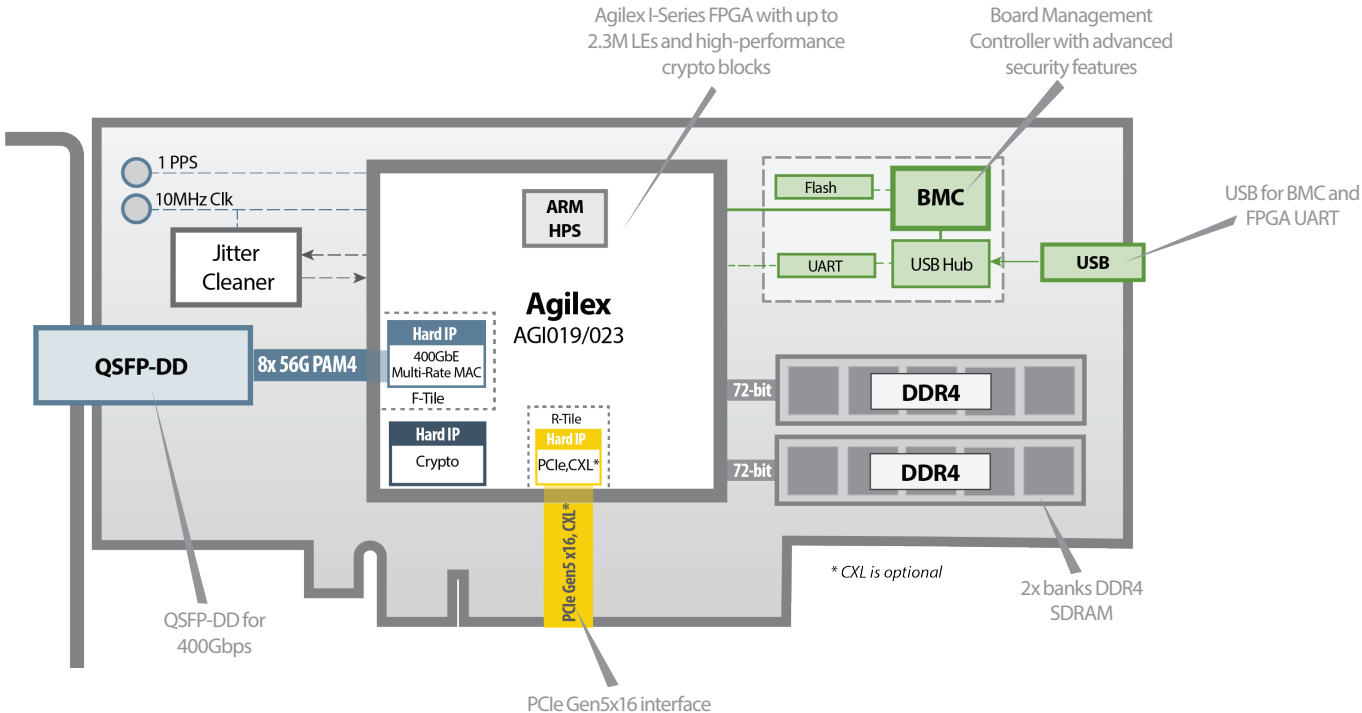 Agilex I-Series FPGA with up to
2.3M LEs and high-performance
crypto blocks
Board Management
Controller with advanced
security features
1 PPS
10MHz Clk
Jitter
Cleaner
ARM
HPS
Flash
BMC
UART
USB Hub
USB
USB for BMC and
FPGA UART
Agilex
AGI019/023
QSFP-DD
8x 56G PAM4
Hard IP
400GbE
Multi-Rate MAC
F-Tile
Hard IP
Crypto
R-Tile
Hard IP
PCIe,CXL*
PCIe Gen5 x16, CXL*
72-bit
DDR4
72-bit
DDR4
* CXL is optional
2x banks DDR4
SDRAM
QSFP-DD for
400Gbps
PCIe Gen5x16 interface